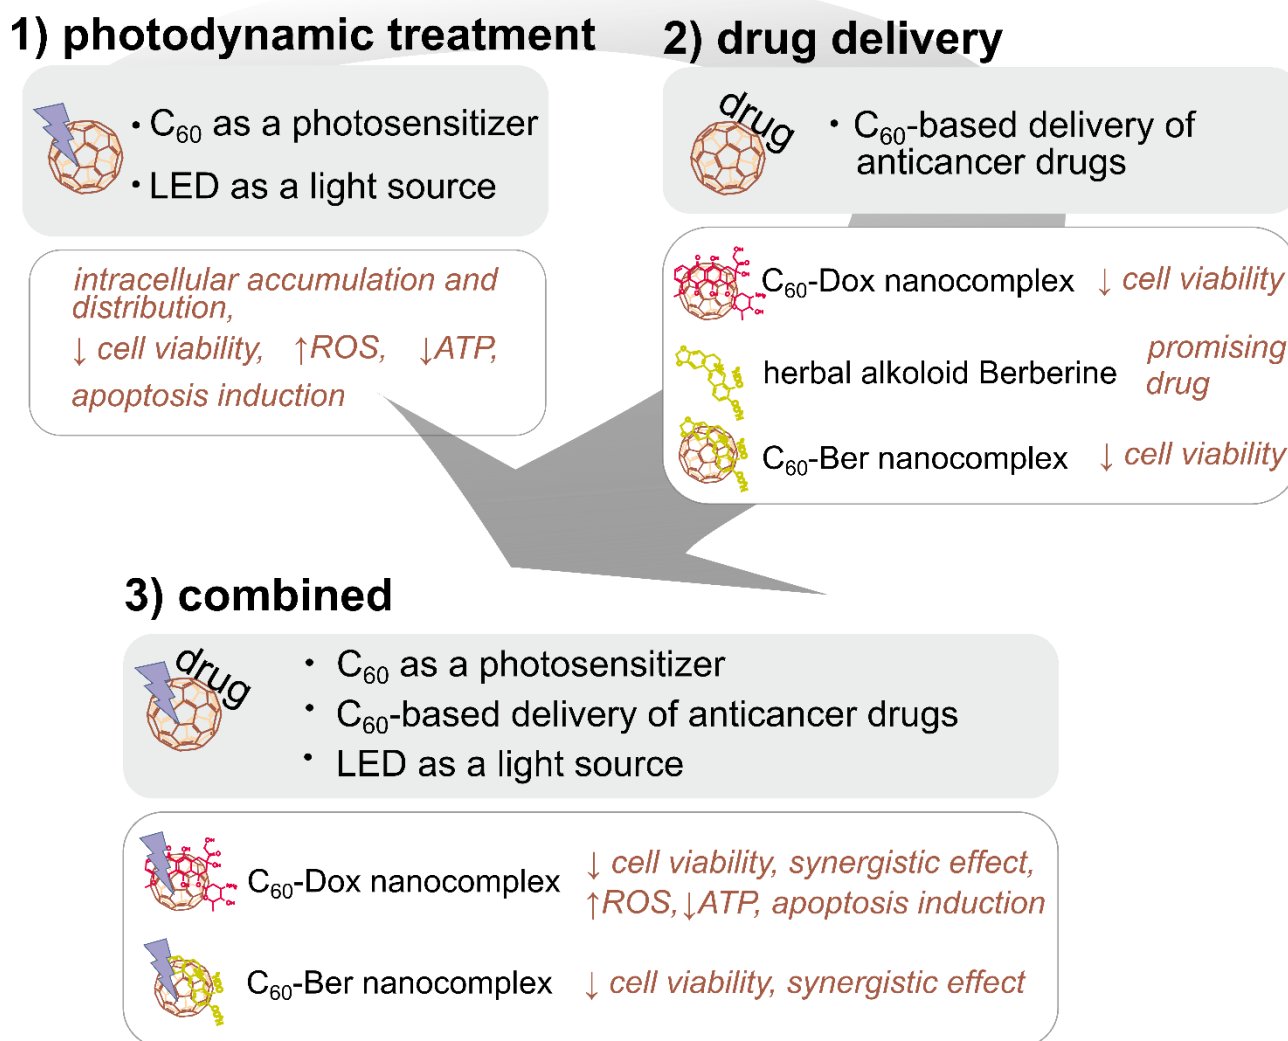 1) photodynamic treatment
drug
• C₆₀ as a photosensitizer
• LED as a light source
intracellular accumulation and
distribution,
↓ cell viability, ↑ROS, ↓ATP,
apoptosis induction
2) drug delivery
drug
• C₆₀-based delivery of
anticancer drugs
C₆₀-Dox nanocomplex ↓ cell viability
herbal alkoloid Berberine promising
drug
C₆₀-Ber nanocomplex ↓ cell viability
3) combined
drug
• C₆₀ as a photosensitizer
• C₆₀-based delivery of anticancer drugs
• LED as a light source
C₆₀-Dox nanocomplex ↓ cell viability, synergistic effect,
↑ROS,↓ATP, apoptosis induction
C₆₀-Ber nanocomplex ↓ cell viability, synergistic effect